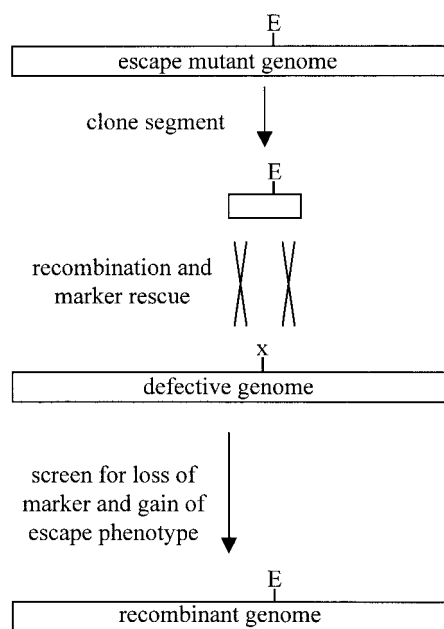 E
escape mutant genome
clone segment
E
recombination and
marker rescue
x
defective genome
screen for loss of
marker and gain of
escape phenotype
E
recombinant genome